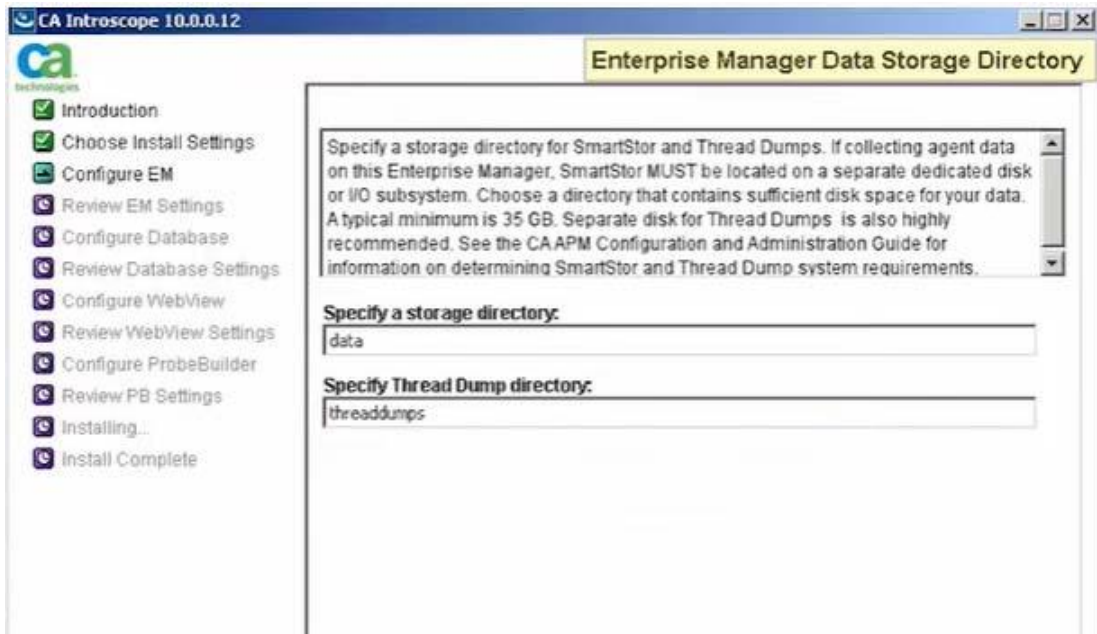 CA Introscope 10.0.0.12
ca
technologies
Enterprise Manager Data Storage Directory
Introduction
Choose Install Settings
Configure EM
Review EM Settings
Configure Database
Review Database Settings
Configure WebView
Review WebView Settings
Configure ProbeBuilder
Review PB Settings
Installing...
Install Complete
Specify a storage directory for SmartStor and Thread Dumps. If collecting agent data
on this Enterprise Manager, SmartStor MUST be located on a separate dedicated disk
or I/O subsystem. Choose a directory that contains sufficient disk space for your data.
A typical minimum is 35 GB. Separate disk for Thread Dumps is also highly
recommended. See the CA APM Configuration and Administration Guide for
information on determining SmartStor and Thread Dump system requirements.
Specify a storage directory:
data
Specify Thread Dump directory:
threaddumps